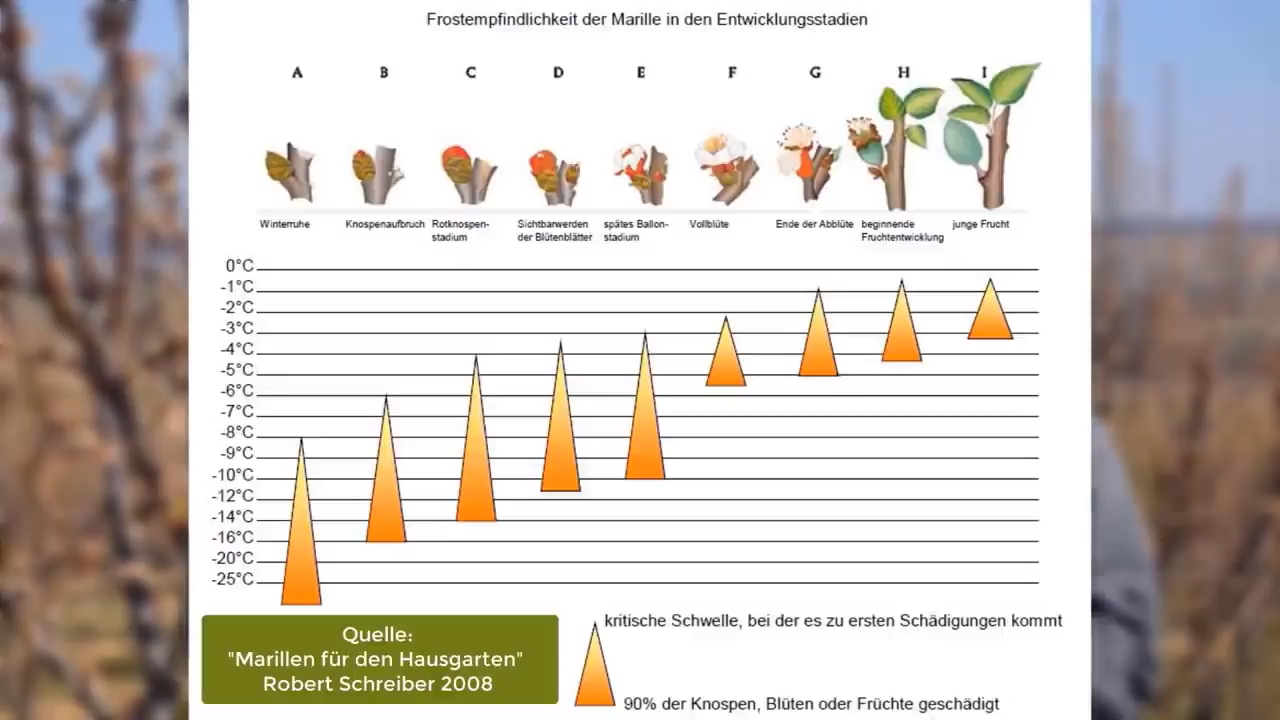 Frostempfindlichkeit der Marille in den Entwicklungsstadien
A B C D E F G H I
Winterruhe
Knospenaufbruch
Rotknospen-
stadium
Sichtbarwerden
der Blütenblätter
spätes Ballon-
stadium
Vollblüte
Ende der Abblüte
beginnende
Fruchtentwicklung
junge Frucht
0°C
-1°C
-2°C
-3°C
-4°C
-5°C
-6°C
-7°C
-8°C
-9°C
-10°C
-12°C
-14°C
-16°C
-20°C
-25°C
kritische Schwelle, bei der es zu ersten Schädigungen kommt
90% der Knospen, Blüten oder Früchte geschädigt
Quelle:
"Marillen für den Hausgarten"
Robert Schreiber 2008